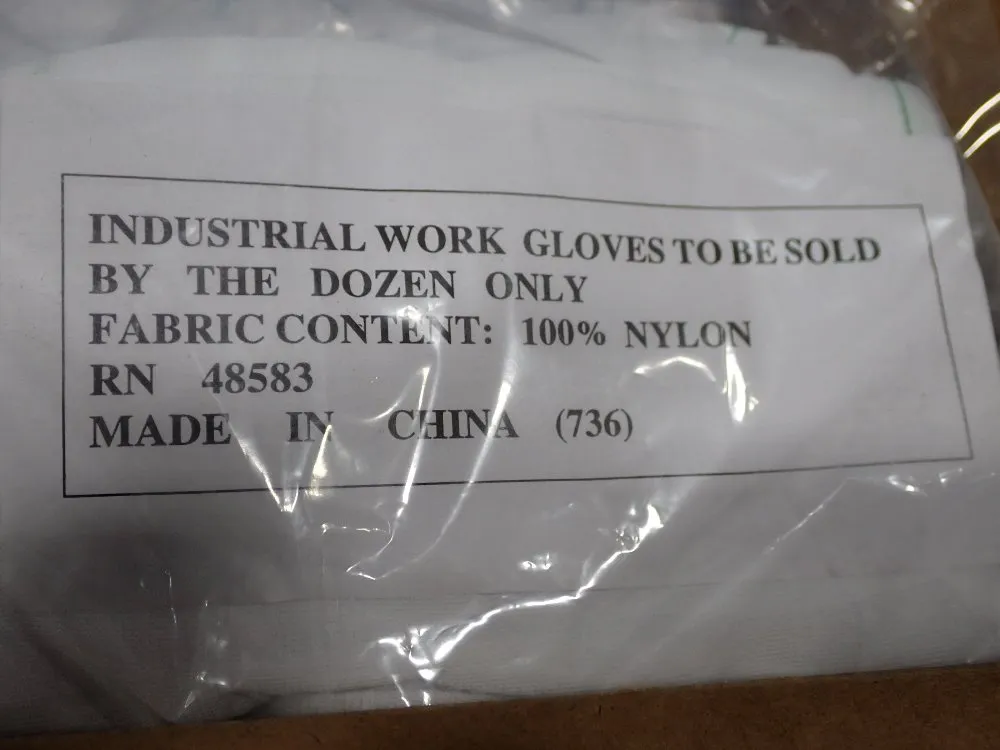 INDUSTRIAL WORK GLOVES TO BE SOLD
BY THE DOZEN ONLY
FABRIC CONTENT: 100% NYLON
RN 48583
MADE IN CHINA (736)